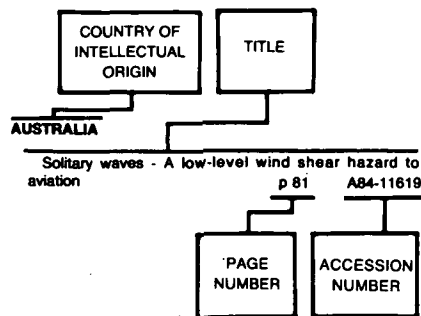 COUNTRY OF
INTELLECTUAL
ORIGIN
TITLE
AUSTRALIA
Solitary waves - A low-level wind shear hazard to
aviation p 81 A84-11619
PAGE
NUMBER
ACCESSION
NUMBER